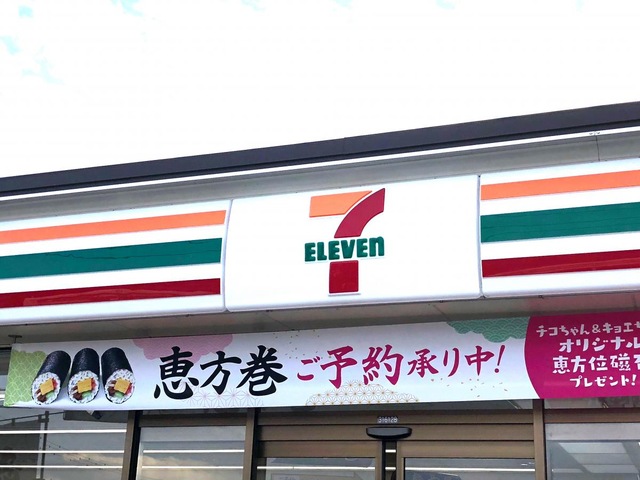 7
ELEVEn
恵方巻ご予約承り中!
チコちゃん&キョエ
オリジナル
恵方位磁
プレゼント!